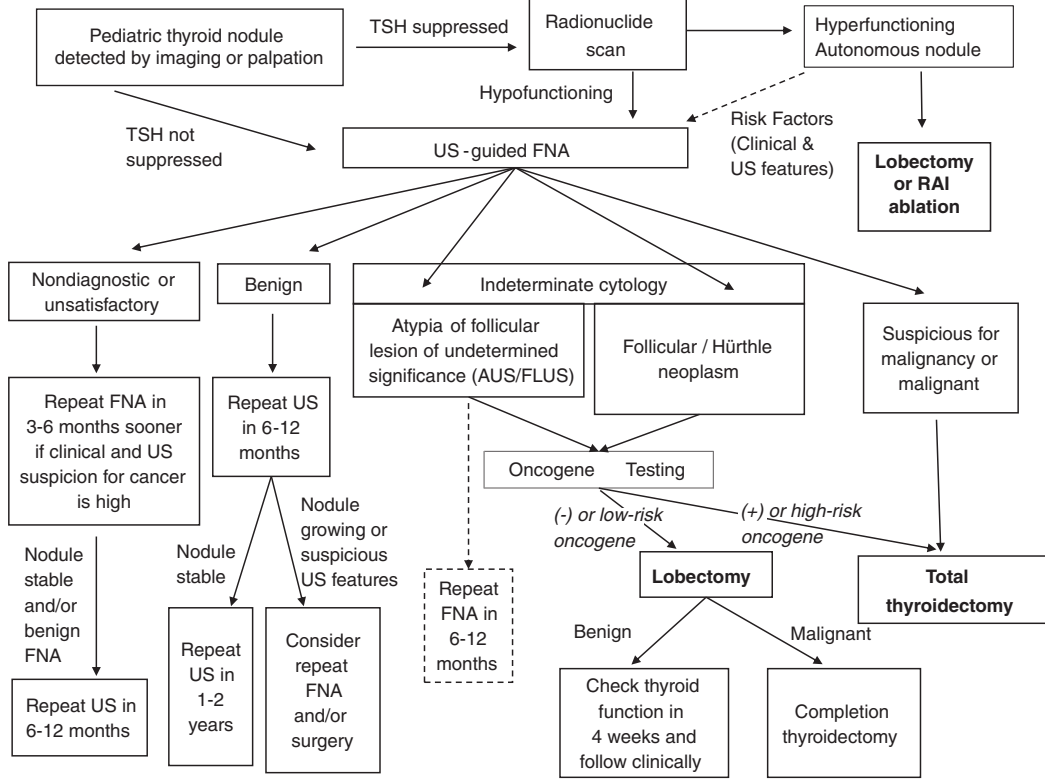 Pediatric thyroid nodule
detected by imaging or palpation
TSH suppressed
Radionuclide
scan
Hyperfunctioning
Autonomous nodule
TSH not
suppressed
Hypofunctioning
Risk Factors
(Clinical &
US features)
US-guided FNA
Lobectomy
or RAI
ablation
Nondiagnostic or
unsatisfactory
Benign
Indeterminate cytology
Atypia of follicular
lesion of undetermined
significance (AUS/FLUS)
Follicular / Hürthle
neoplasm
Suspicious for
malignancy or
malignant
Repeat FNA in
3-6 months sooner
if clinical and US
suspicion for cancer
is high
Repeat US
in 6-12
months
Oncogene Testing
(-) or low-risk
oncogene
(+) or high-risk
oncogene
Nodule
stable
and/or
benign
FNA
Nodule
stable
Nodule
growing or
suspicious
US features
Repeat
FNA in
6-12
months
Lobectomy
Total
thyroidectomy
Benign
Malignant
Repeat US in
6-12 months
Repeat
US in
1-2
years
Consider
repeat
FNA
and/or
surgery
Check thyroid
function in
4 weeks and
follow clinically
Completion
thyroidectomy